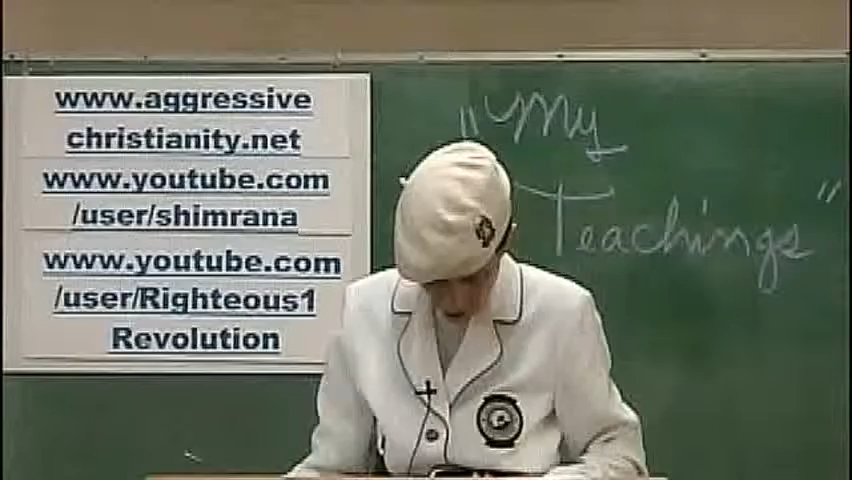 www.aggressive
christianity.net
www.youtube.com
/user/shimrana
www.youtube.com
/user/Righteous1
Revolution
"My
Teachings"